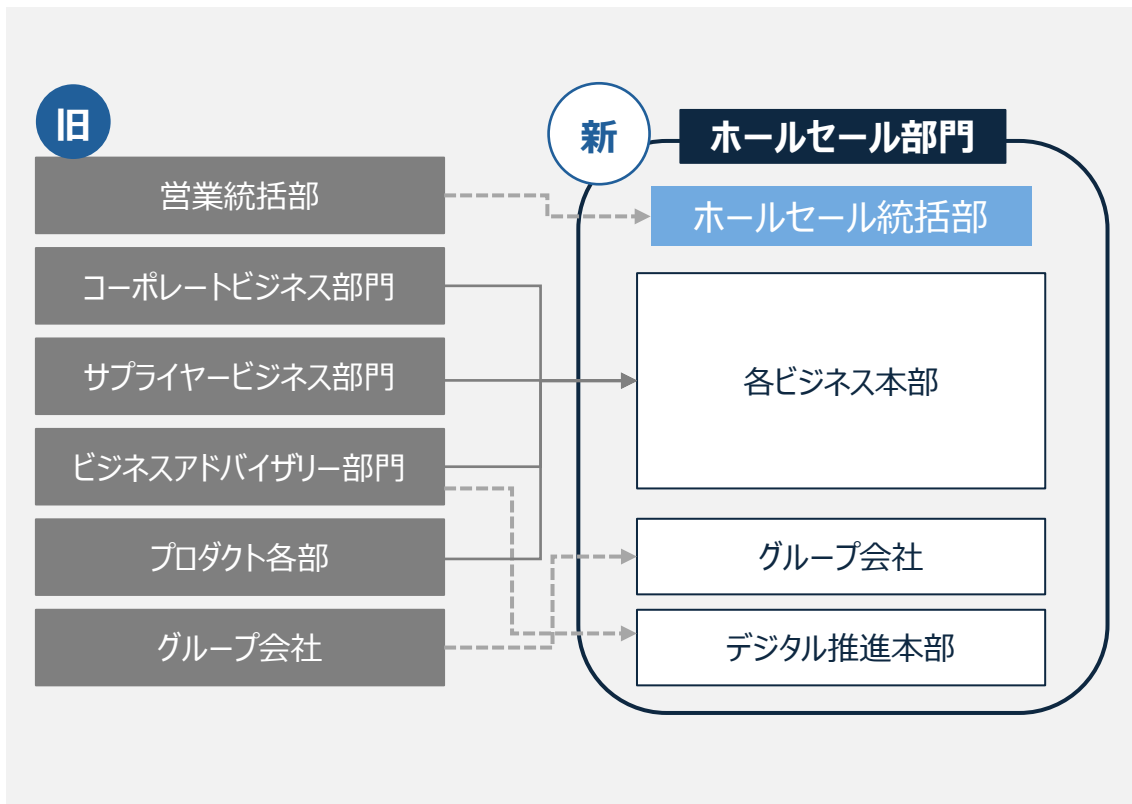 旧
営業統括部
コーポレートビジネス部門
サプライヤービジネス部門
ビジネスアドバイザリー部門
プロダクト各部
グループ会社
新
ホールセール部門
ホールセール統括部
各ビジネス本部
グループ会社
デジタル推進本部